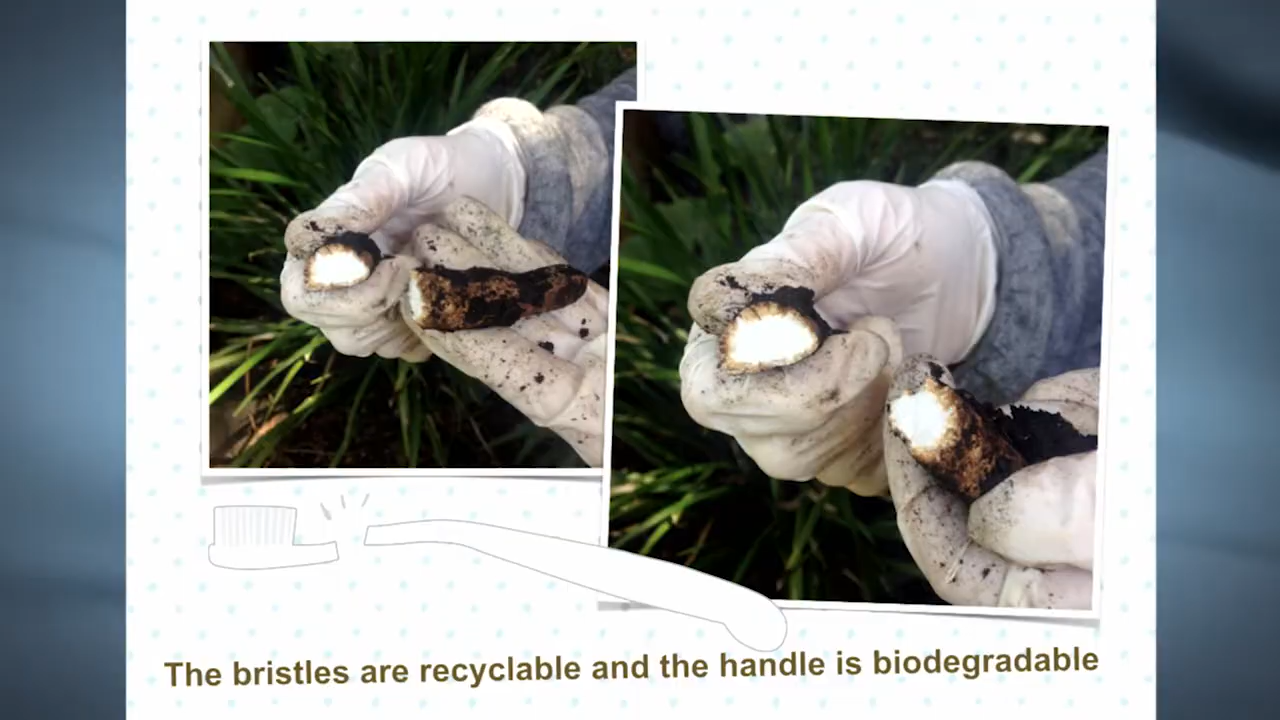 The bristles are recyclable and the handle is biodegradable